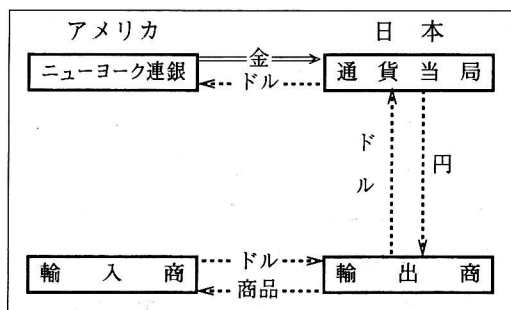 アメリカ 日本
ニューヨーク連銀 金 通貨当局
ドル
ドル 円
輸入商 ドル 輸出商
商品